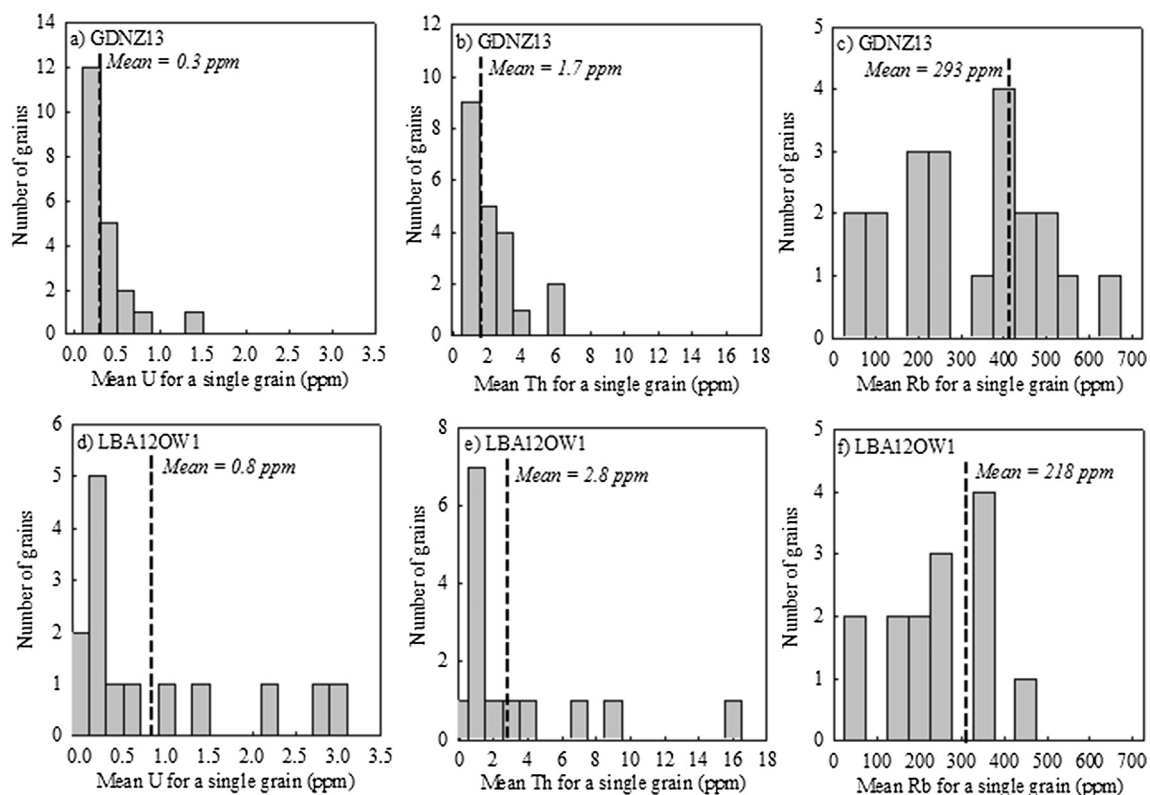 a) GDNZ13
Mean = 0.3 ppm
Number of grains
14
12
10
8
6
4
2
0
0.0 0.5 1.0 1.5 2.0 2.5 3.0 3.5
Mean U for a single grain (ppm)
b) GDNZ13
Mean = 1.7 ppm
Number of grains
12
10
8
6
4
2
0
0 2 4 6 8 10 12 14 16 18
Mean Th for a single grain (ppm)
c) GDNZ13
Mean = 293 ppm
Number of grains
5
4
3
2
1
0
0 100 200 300 400 500 600 700
Mean Rb for a single grain (ppm)
d) LBA12OW1
Mean = 0.8 ppm
Number of grains
6
5
4
3
2
1
0
0.0 0.5 1.0 1.5 2.0 2.5 3.0 3.5
Mean U for a single grain (ppm)
e) LBA12OW1
Mean = 2.8 ppm
Number of grains
8
6
4
2
0
0 2 4 6 8 10 12 14 16 18
Mean Th for a single grain (ppm)
f) LBA12OW1
Mean = 218 ppm
Number of grains
5
4
3
2
1
0
0 100 200 300 400 500 600 700
Mean Rb for a single grain (ppm)